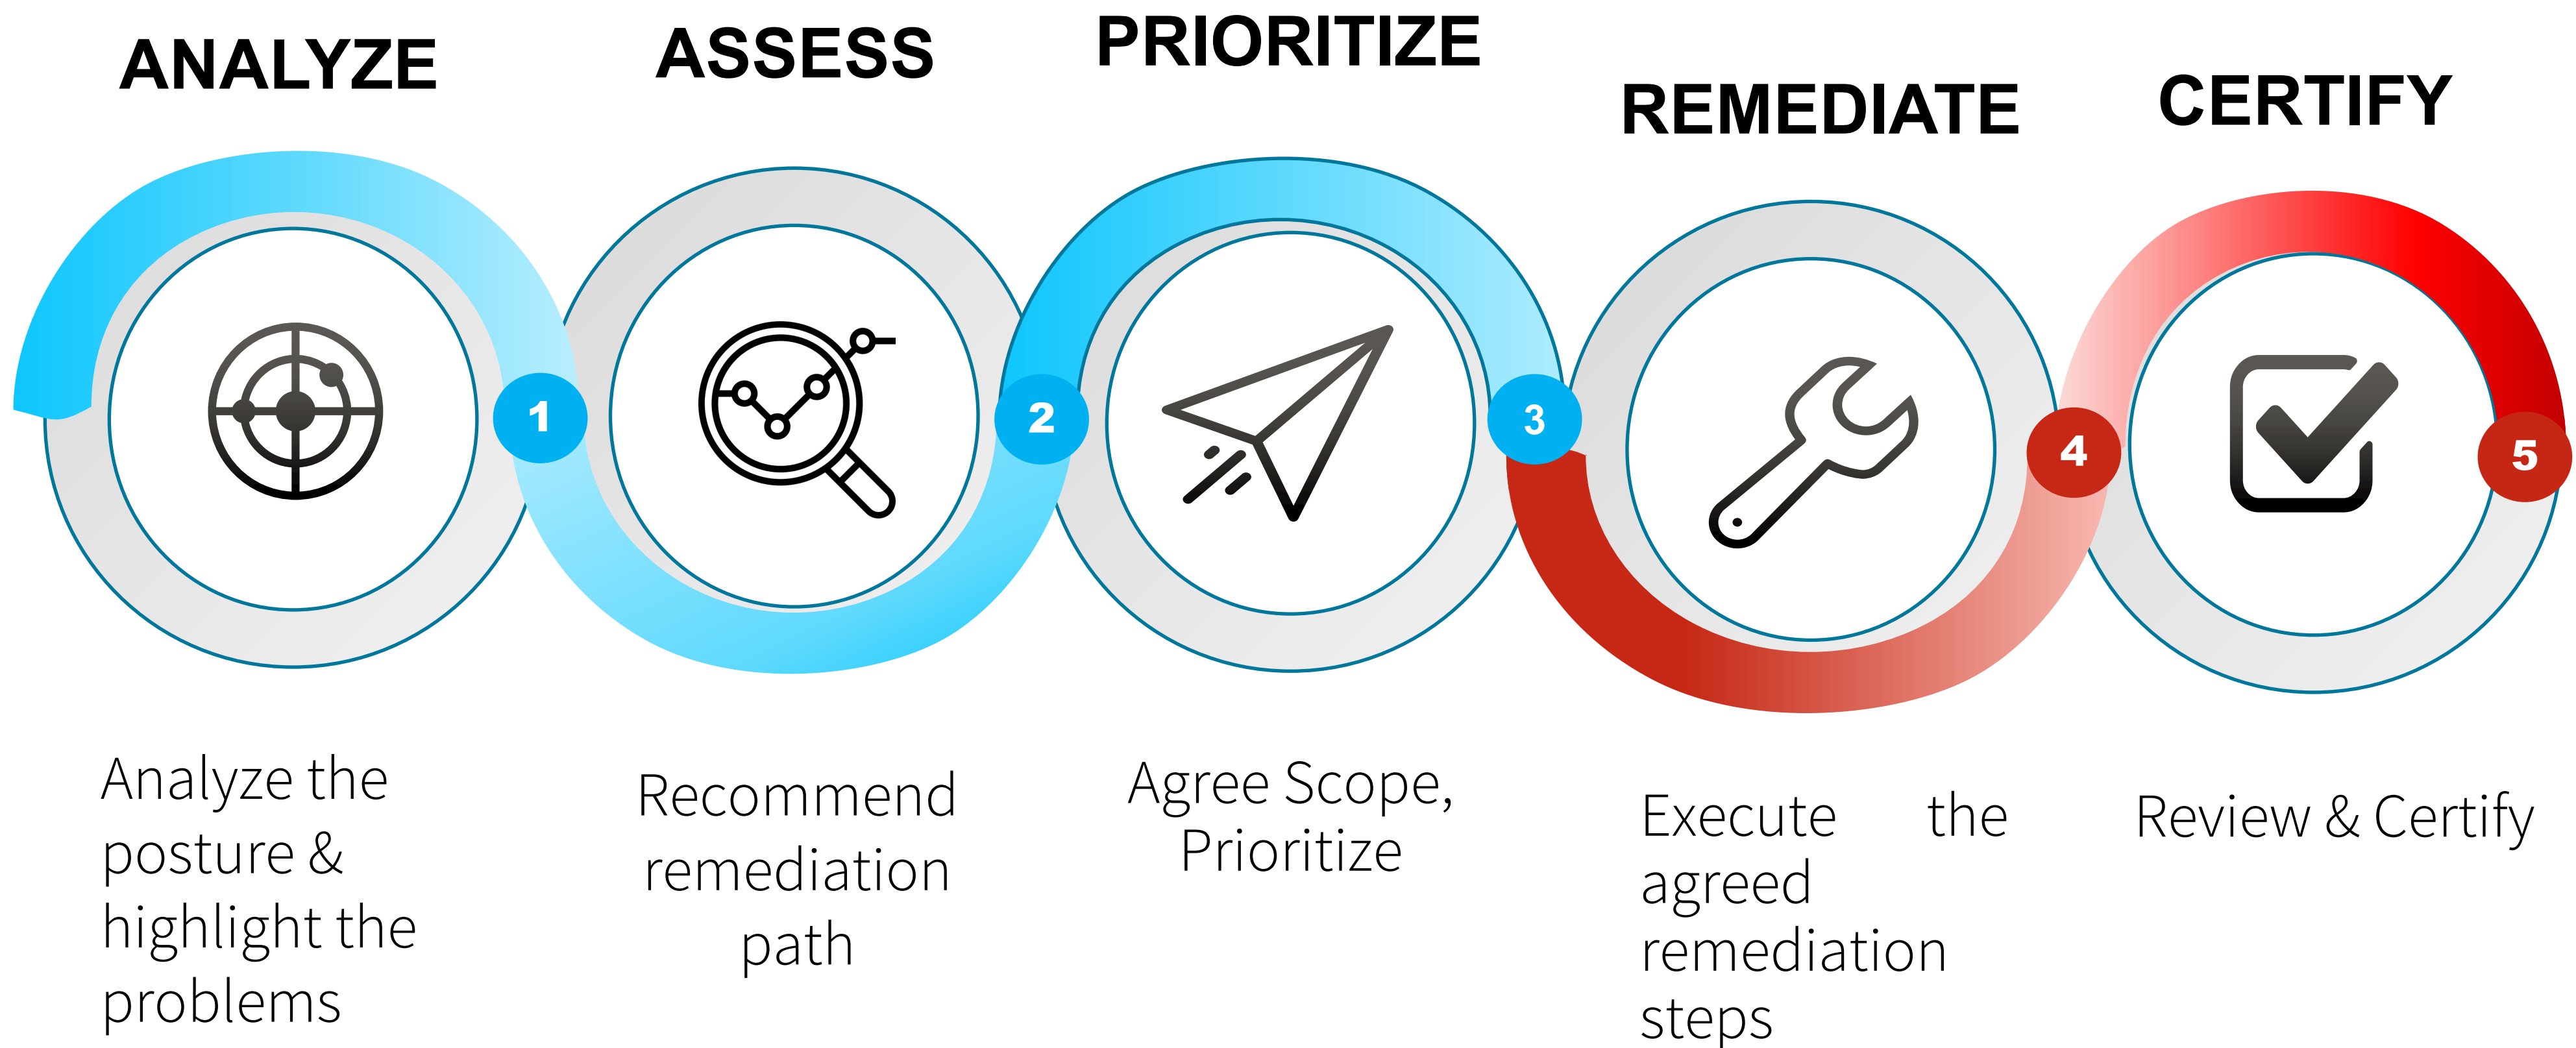 ANALYZE
ASSESS
PRIORITIZE
REMEDIATE
CERTIFY
1
2
3
4
5
Analyze the
posture &
highlight the
problems
Recommend
remediation
path
Agree Scope,
Prioritize
Execute the
agreed
remediation
steps
Review & Certify